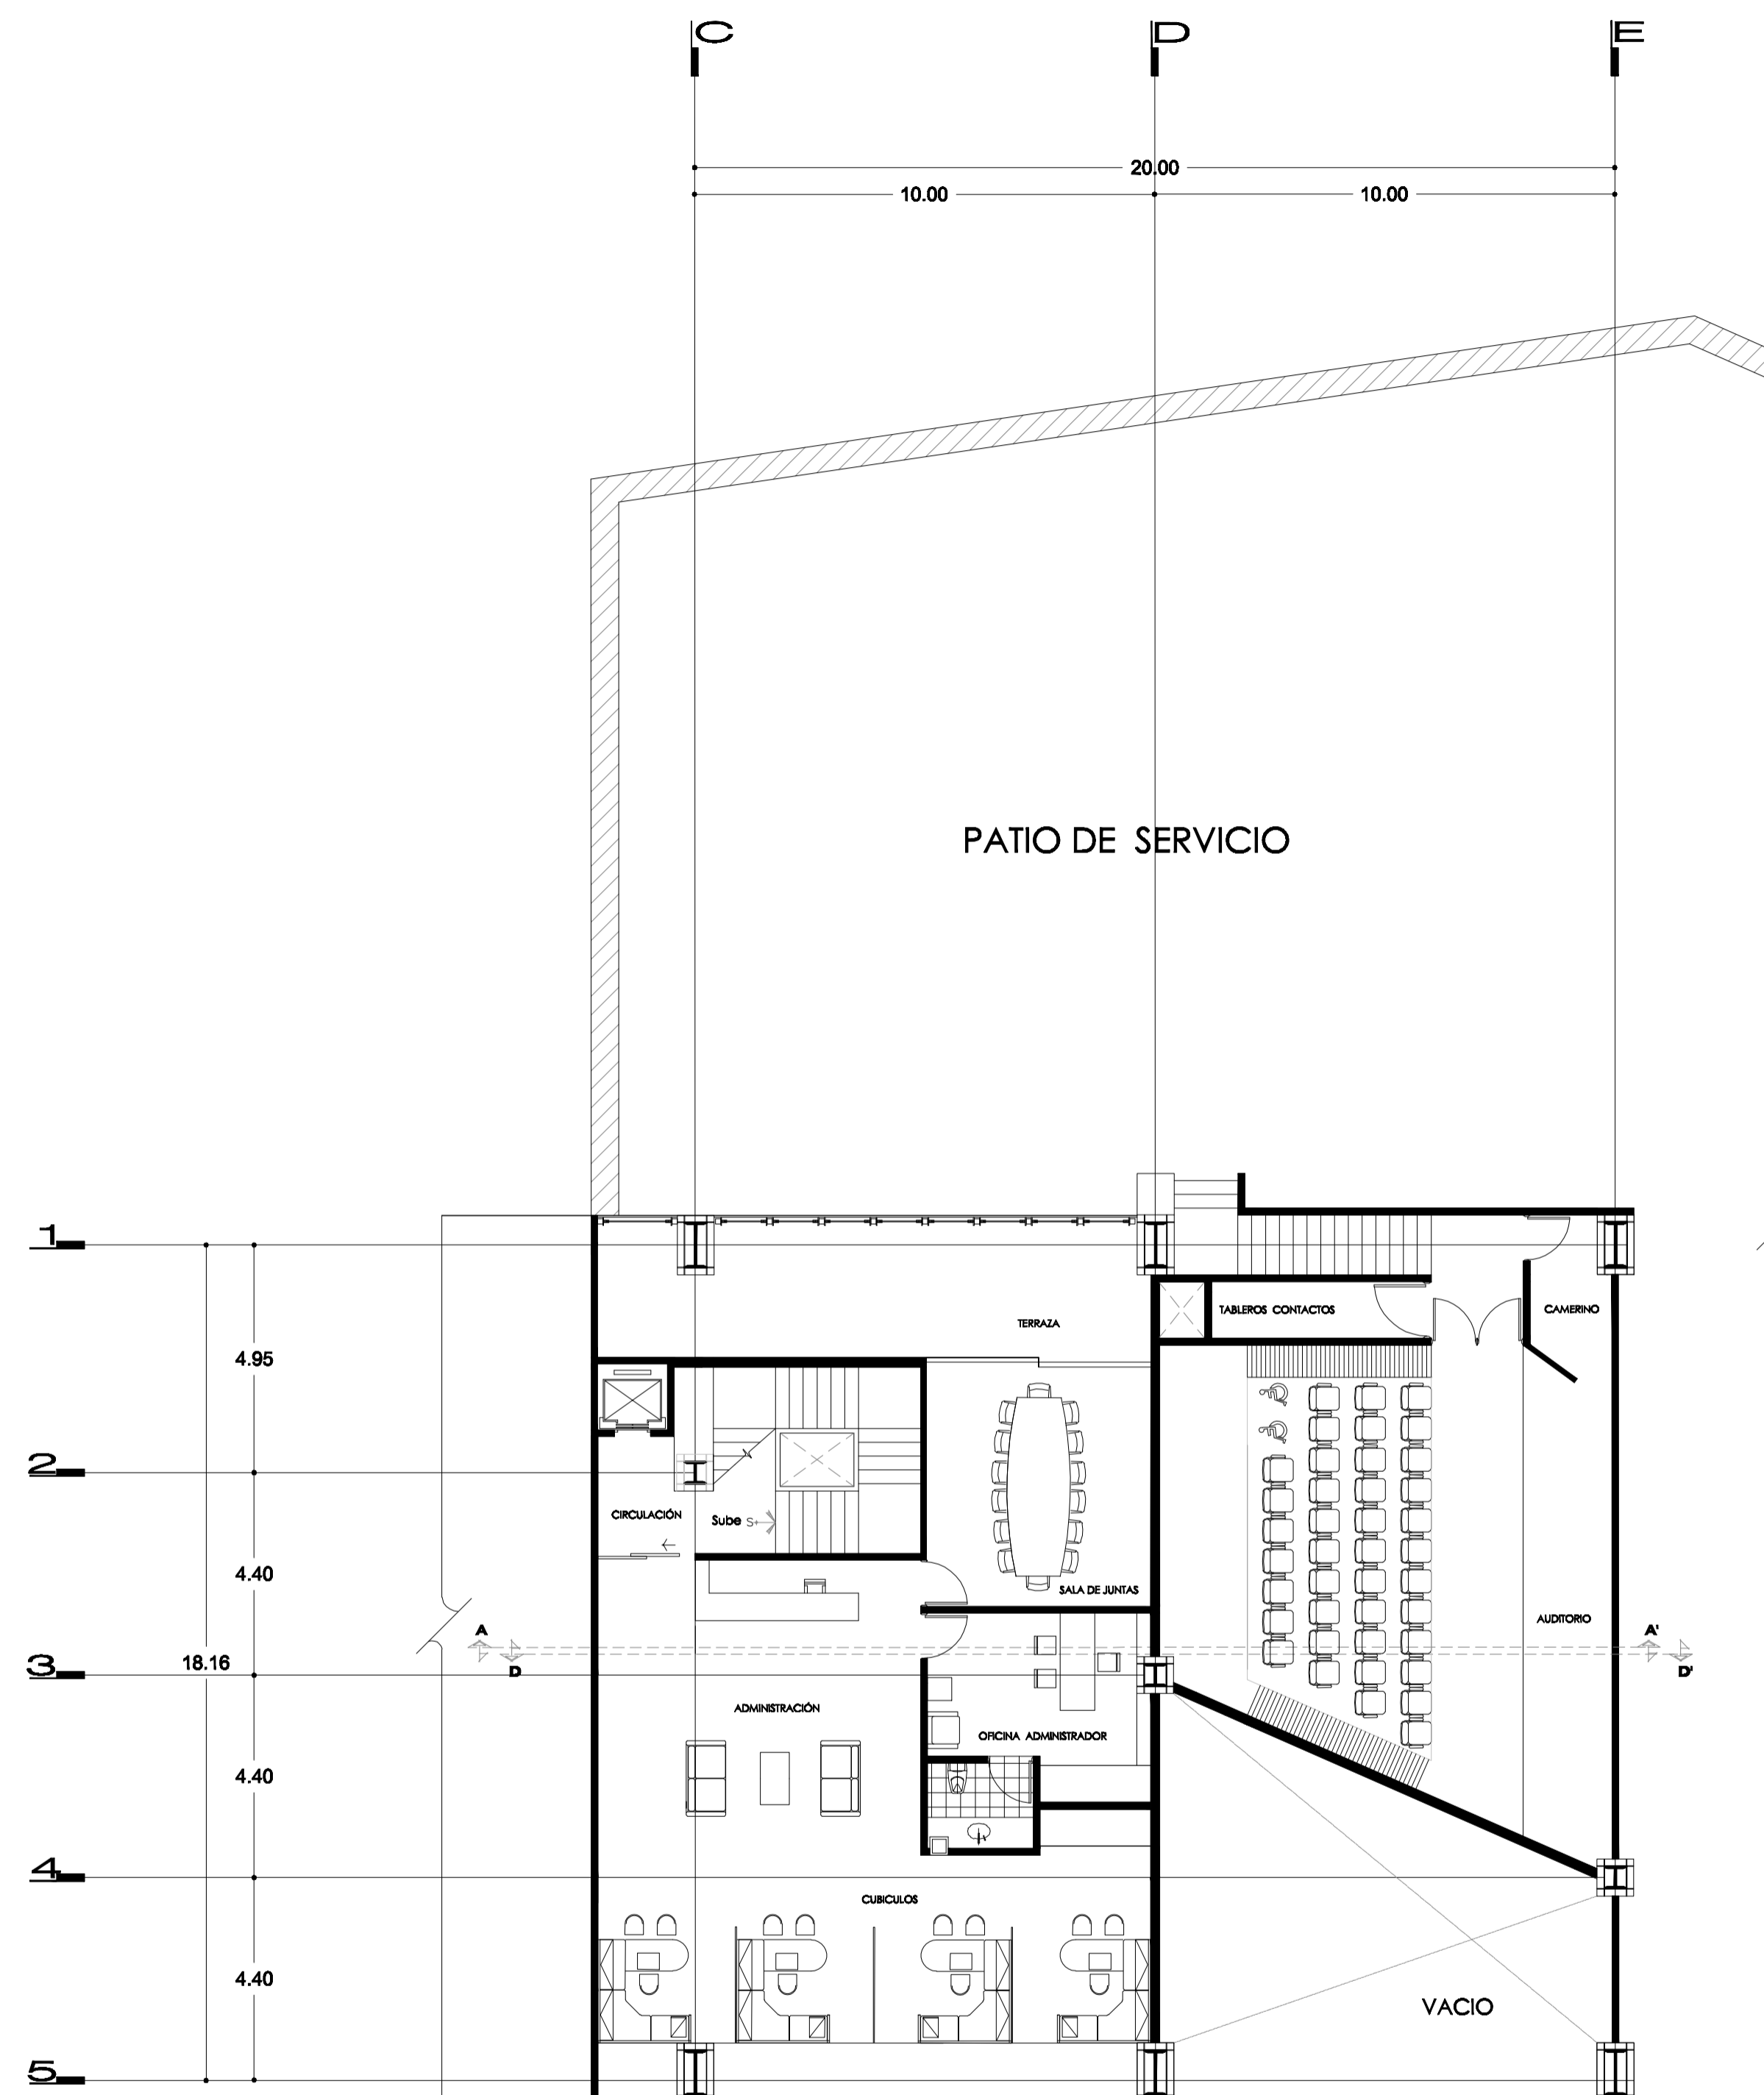 C D E
20.00
10.00 10.00
PATIO DE SERVICIO
1
TABLEROS CONTACTOS
CAMERINO
TERRAZA
4.95
2
CIRCULACIÓN
Sube S+
4.40
SALA DE JUNTAS
AUDITORIO
A A'
3
18.16
D D'
ADMINISTRACIÓN
OFICINA ADMINISTRADOR
4.40
4
CUBICULOS
4.40
VACIO
5